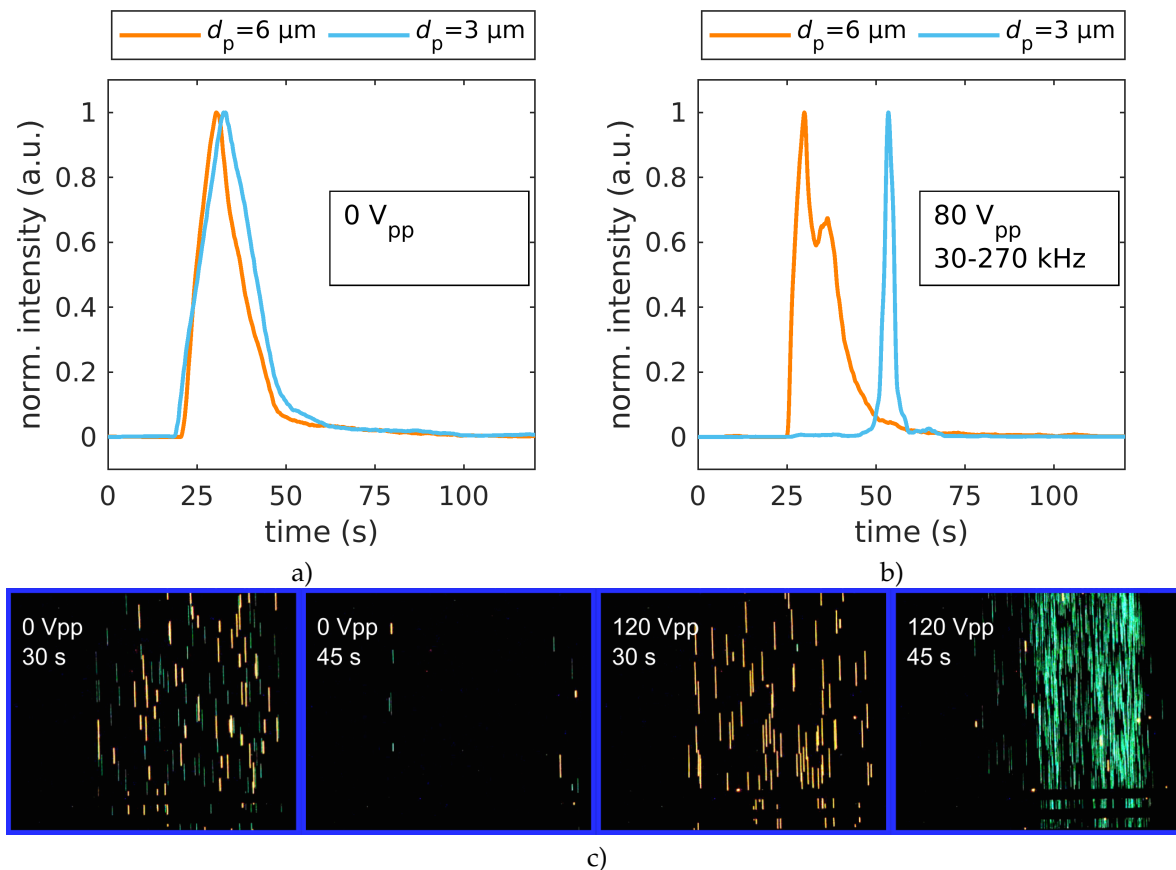 dp=6 µm dp=3 µm
norm. intensity (a.u.)
1
0.8
0.6
0.4
0.2
0
0 Vpp
0 25 50 75 100
time (s)
a)
dp=6 µm dp=3 µm
norm. intensity (a.u.)
1
0.8
0.6
0.4
0.2
0
80 Vpp
30-270 kHz
0 25 50 75 100
time (s)
b)
0 Vpp
30 s
0 Vpp
45 s
120 Vpp
30 s
120 Vpp
45 s
c)